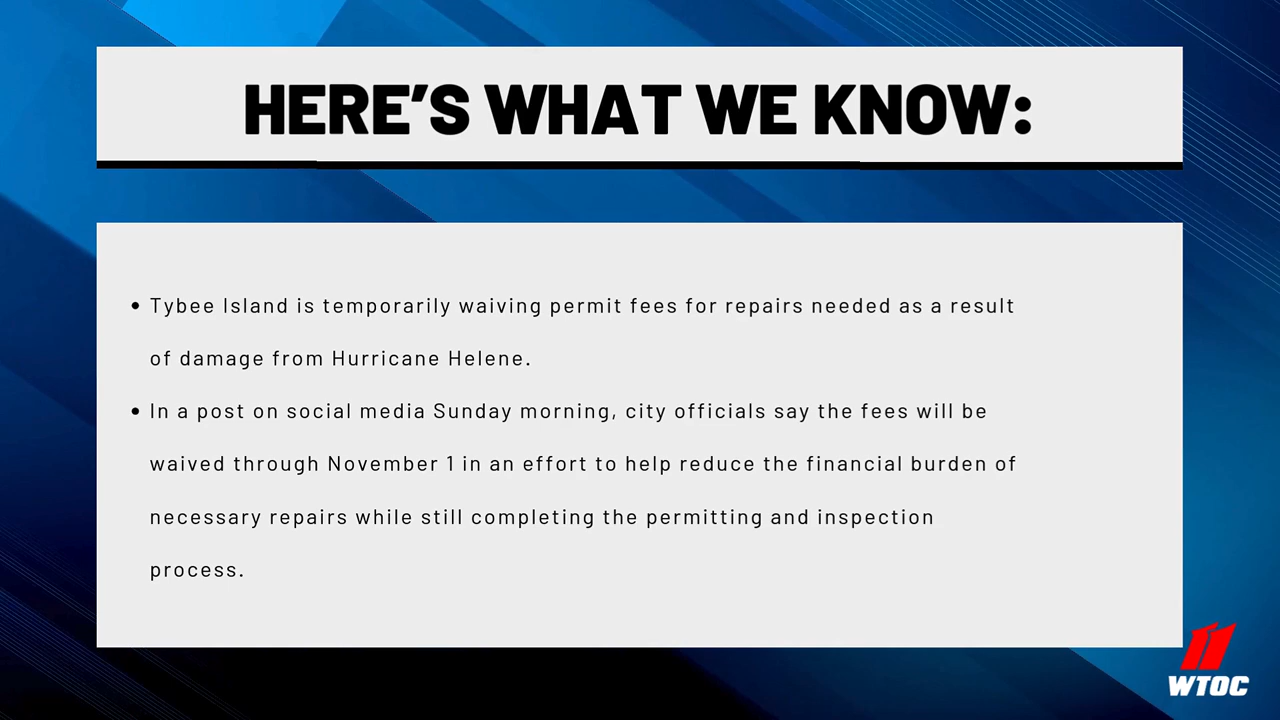 HERE’S WHAT WE KNOW:
• Tybee Island is temporarily waiving permit fees for repairs needed as a result
of damage from Hurricane Helene.
• In a post on social media Sunday morning, city officials say the fees will be
waived through November 1 in an effort to help reduce the financial burden of
necessary repairs while still completing the permitting and inspection
process.
11
WTOC